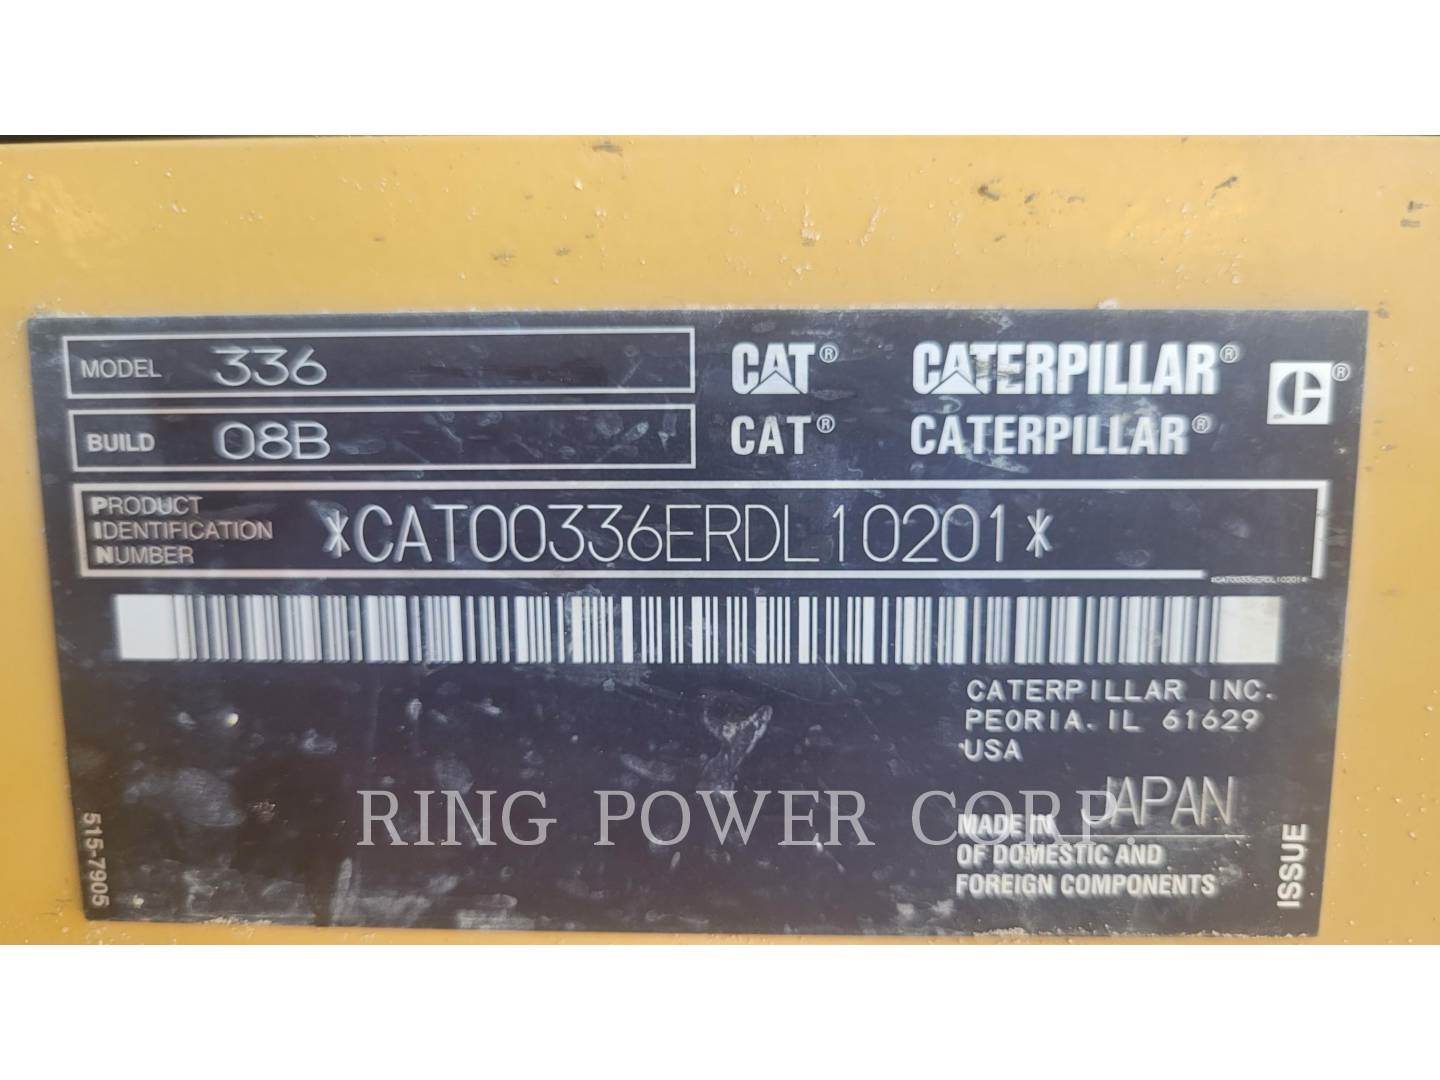 MODEL 336
BUILD 08B
CAT® CATERPILLAR®
CAT® CATERPILLAR®
®
PRODUCT
IDENTIFICATION
NUMBER
*CAT00336ERDL10201*
*CAT00336ERDL10201*
CATERPILLAR INC.
PEORIA. IL 61629
USA
MADE IN JAPAN
OF DOMESTIC AND
FOREIGN COMPONENTS
515-7905
ISSUE
RING POWER CORP.